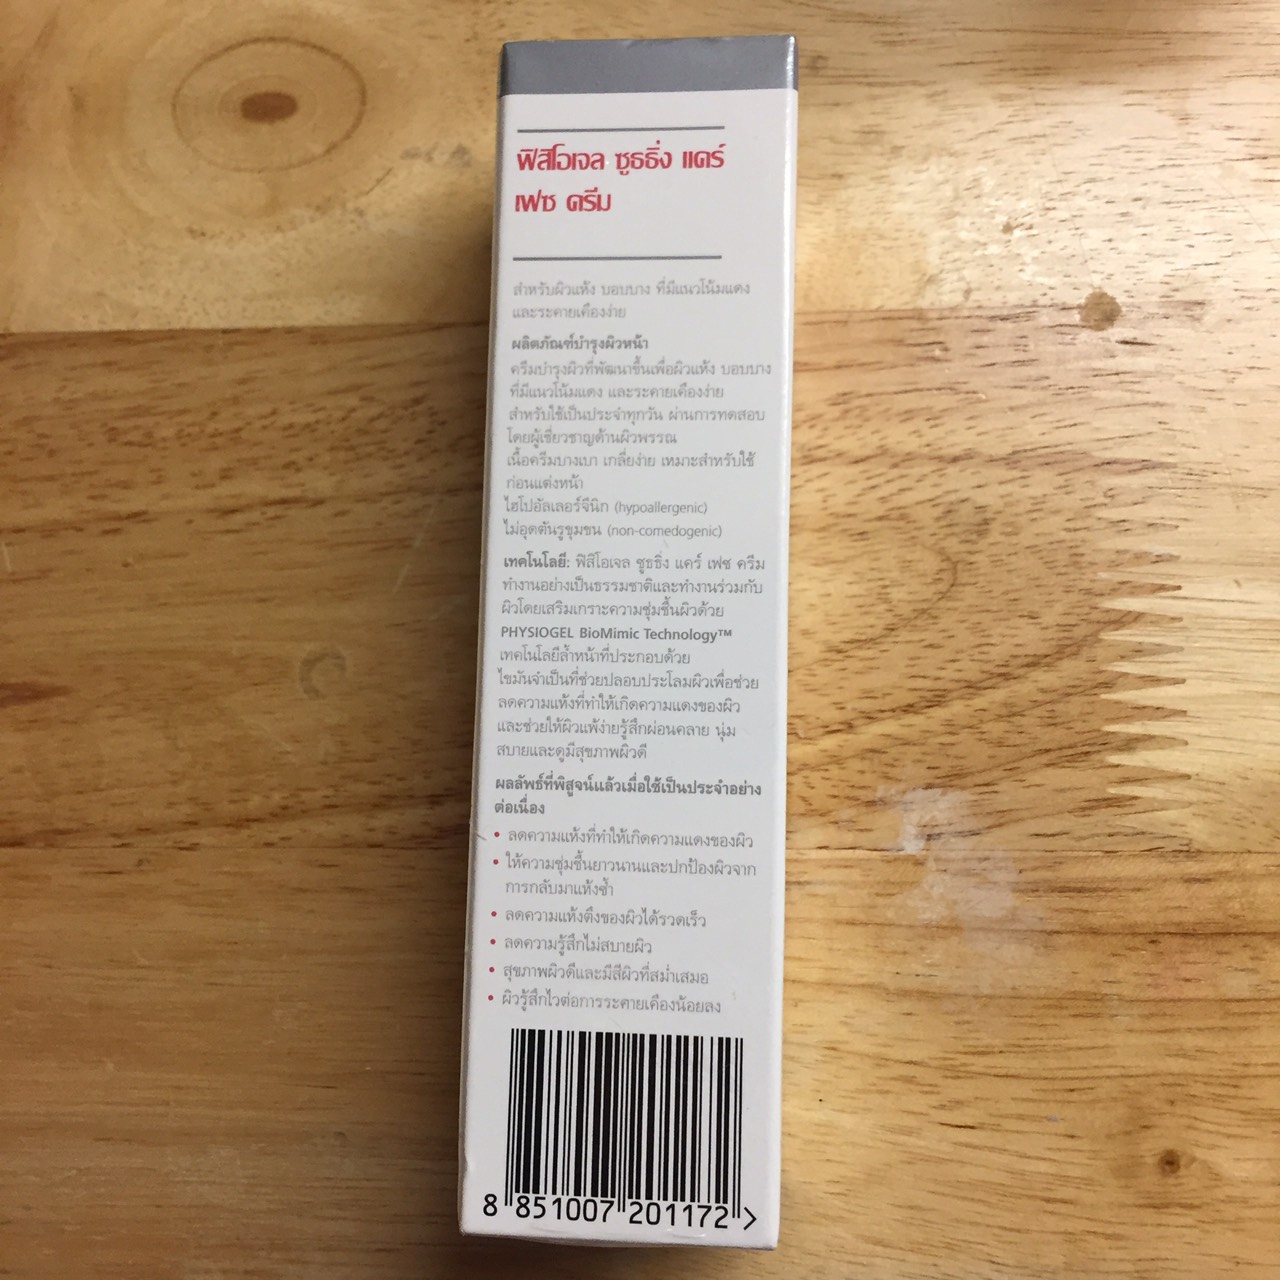 ฟิสิโอเจล ซูธธิ่ง แคร์
เฟซ ครีม
สำหรับผิวแห้ง บอบบาง ที่มีแนวโน้มแดง
และระคายเคืองง่าย
ผลิตภัณฑ์บำรุงผิวหน้า
ครีมบำรุงผิวที่พัฒนาขึ้นเพื่อผิวแห้ง บอบบาง
ที่มีแนวโน้มแดง และระคายเคืองง่าย
สำหรับใช้เป็นประจำทุกวัน ผ่านการทดสอบ
โดยผู้เชี่ยวชาญด้านผิวพรรณ
เนื้อครีมบางเบา เกลี่ยง่าย เหมาะสำหรับใช้
ก่อนแต่งหน้า
ไฮโปอัลเลอร์จีนิก (hypoallergenic)
ไม่อุดตันรูขุมขน (non-comedogenic)
เทคโนโลยี: ฟิสิโอเจล ซูธธิ่ง แคร์ เฟซ ครีม
ทำงานอย่างเป็นธรรมชาติและทำงานร่วมกับ
ผิวโดยเสริมเกราะความชุ่มชื้นผิวด้วย
PHYSIOGEL BioMimic Technology™
เทคโนโลยีล้ำหน้าที่ประกอบด้วย
ไขมันจำเป็นที่ช่วยปลอบประโลมผิวเพื่อช่วย
ลดความแห้งที่ทำให้เกิดความแดงของผิว
และช่วยให้ผิวแพ้ง่ายรู้สึกผ่อนคลาย นุ่ม
สบายและดูมีสุขภาพผิวดี
ผลลัพธ์ที่พิสูจน์แล้วเมื่อใช้เป็นประจำอย่าง
ต่อเนื่อง
• ลดความแห้งที่ทำให้เกิดความแดงของผิว
• ให้ความชุ่มชื้นยาวนานและปกป้องผิวจาก
การกลับมาแห้งซ้ำ
• ลดความแห้งตึงของผิวได้รวดเร็ว
• ลดความรู้สึกไม่สบายผิว
• สุขภาพผิวดีและมีสีผิวที่สม่ำเสมอ
• ผิวรู้สึกไวต่อการระคายเคืองน้อยลง
8 851007 201172 >